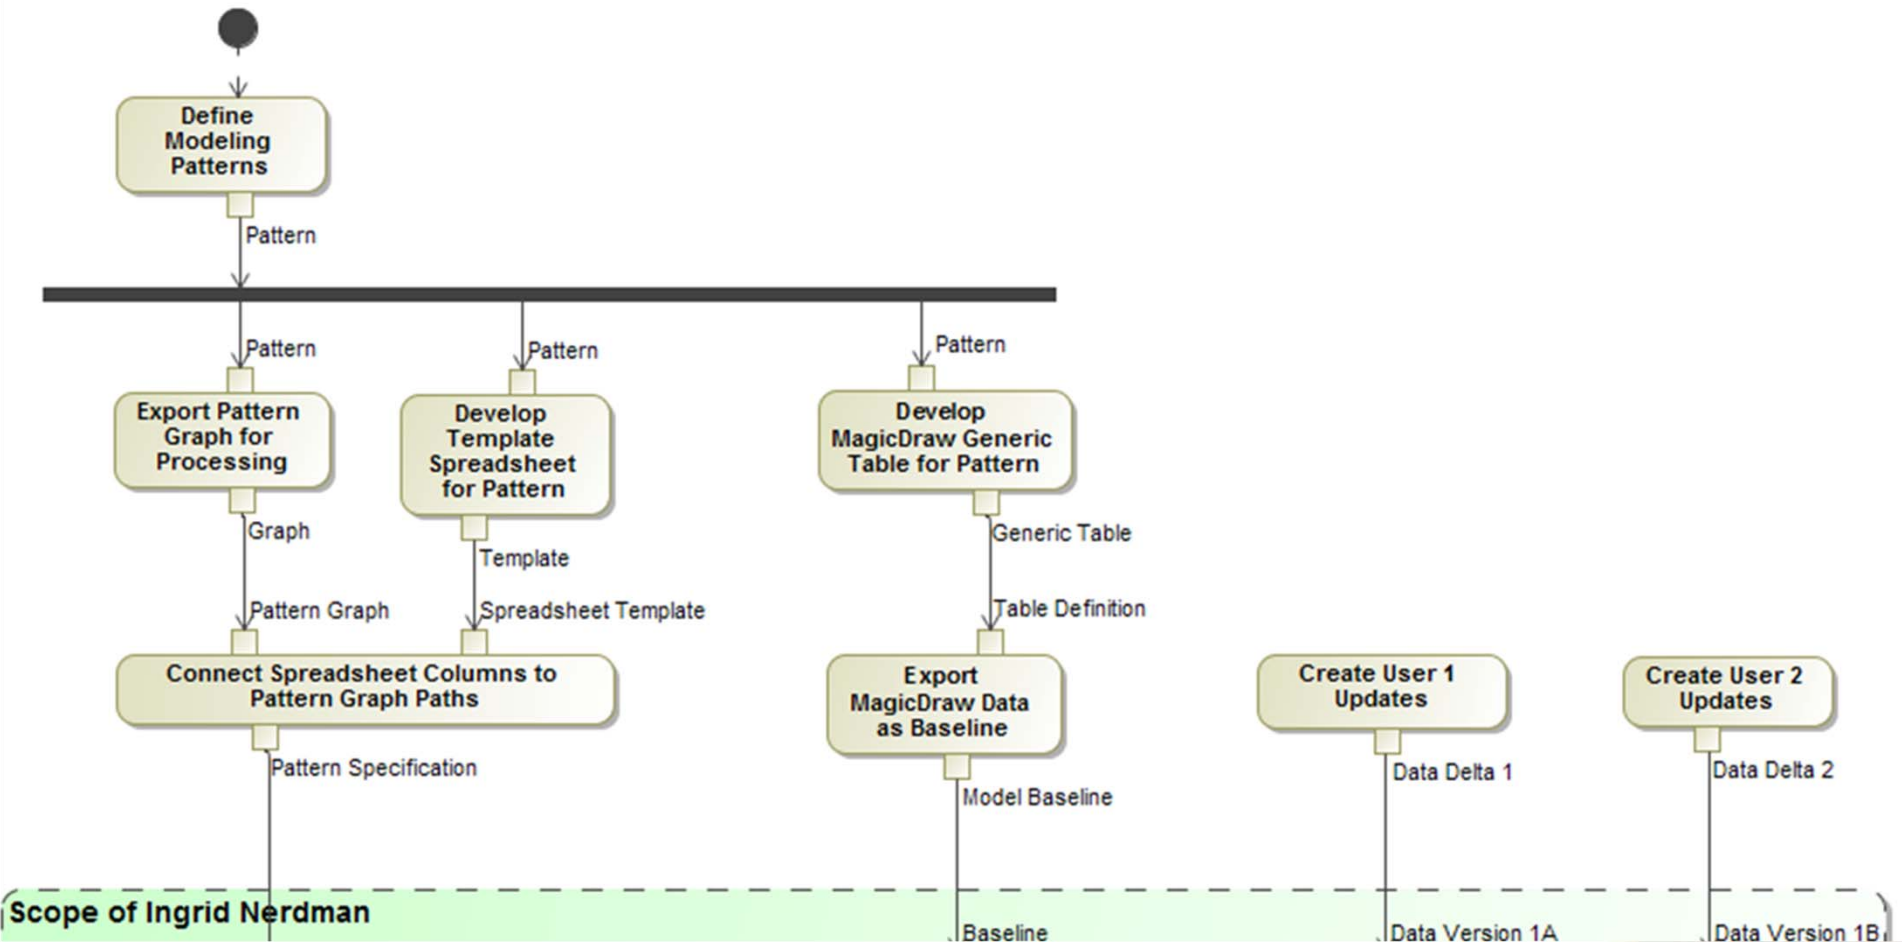 Define
Modeling
Patterns
Pattern
Pattern
Pattern
Pattern
Export Pattern
Graph for
Processing
Develop
Template
Spreadsheet
for Pattern
Develop
MagicDraw Generic
Table for Pattern
Graph
Template
Generic Table
Pattern Graph
Spreadsheet Template
Table Definition
Connect Spreadsheet Columns to
Pattern Graph Paths
Export
MagicDraw Data
as Baseline
Create User 1
Updates
Create User 2
Updates
Pattern Specification
Model Baseline
Data Delta 1
Data Delta 2
Scope of Ingrid Nerdman
Baseline
Data Version 1A
Data Version 1B